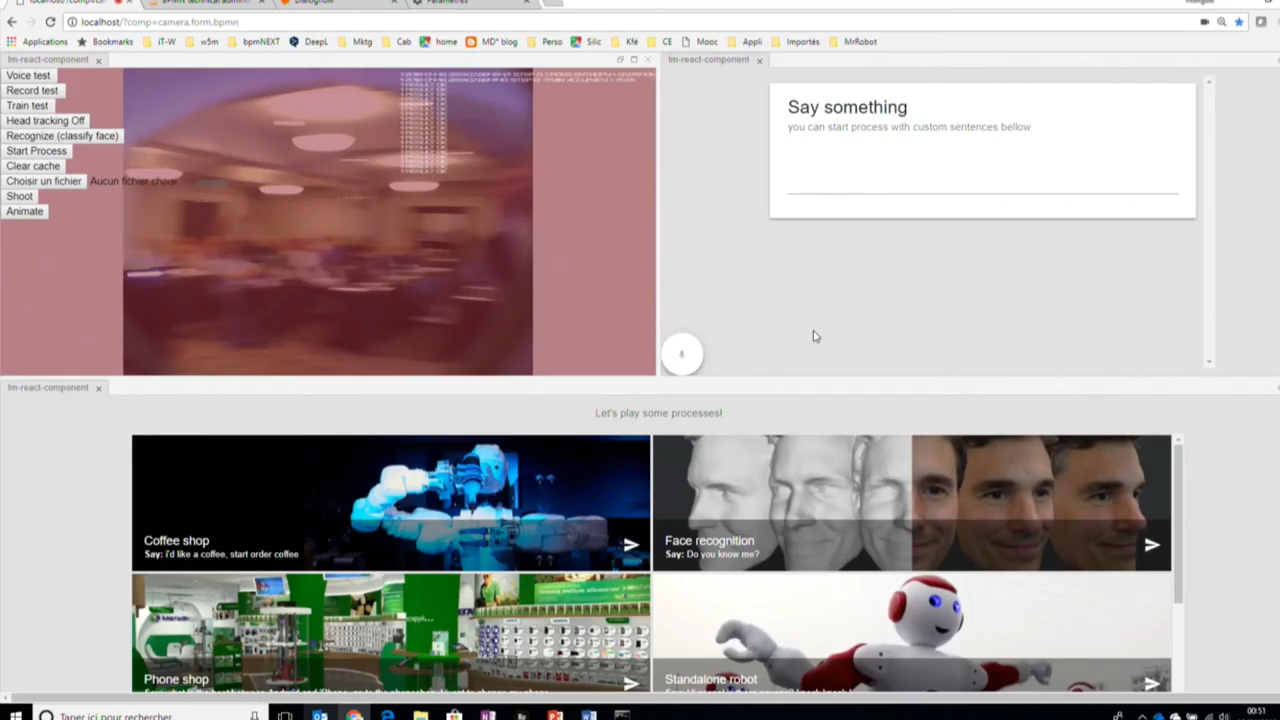 localhost/?comp=camera.form.bpmn
Applications Bookmarks iT-W w5m bpmNEXT DeepL Mktg Cab home MD* blog Perso Silic Kfé CE Mooc Appli Importés MrRobot
lm-react-component
lm-react-component
Voice test
Record test
Train test
Head tracking Off
Recognize (classify face)
Start Process
Clear cache
Choisir un fichier Aucun fichier choisi
Shoot
Animate
Say something
you can start process with custom sentences bellow
lm-react-component
Let's play some processes!
Coffee shop
Say: i'd like a coffee, start order coffee
Face recognition
Say: Do you know me?
Phone shop
Standalone robot
Taper ici pour rechercher
00:51